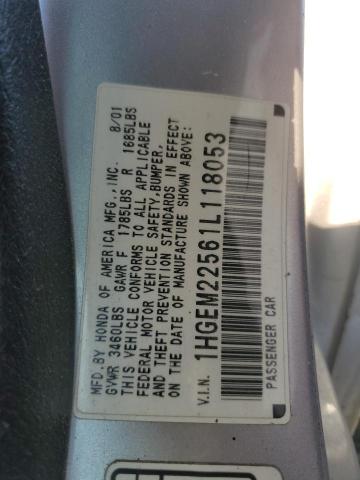 MFD.BY HONDA OF AMERICA MFG.,INC. 8/01
GVWR 3460LBS GAWR F 1785LBS R 1685LBS
THIS VEHICLE CONFORMS TO ALL APPLICABLE
FEDERAL MOTOR VEHICLE SAFETY,BUMPER,
AND THEFT PREVENTION STANDARDS IN EFFECT
ON THE DATE OF MANUFACTURE SHOWN ABOVE:
V.I.N. 1HGEM22561L118053
PASSENGER CAR